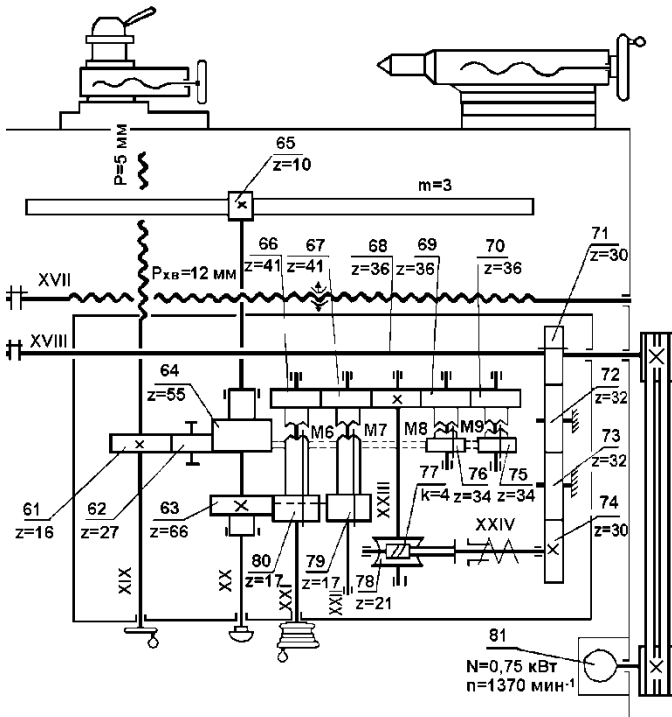 P=5 мм
65
z=10
m=3
66
z=41
67
z=41
68
z=36
69
z=36
70
z=36
71
z=30
XVII
Pхв=12 мм
XVIII
64
z=55
72
z=32
M6
M7
M8
M9
73
z=32
61
z=16
62
z=27
63
z=66
77
k=4
76
z=34
75
z=34
74
z=30
XXIII
XXIV
80
z=17
79
z=17
78
z=21
XIX
XX
XXI
XXII
81
N=0,75 кВт
n=1370 мин-1